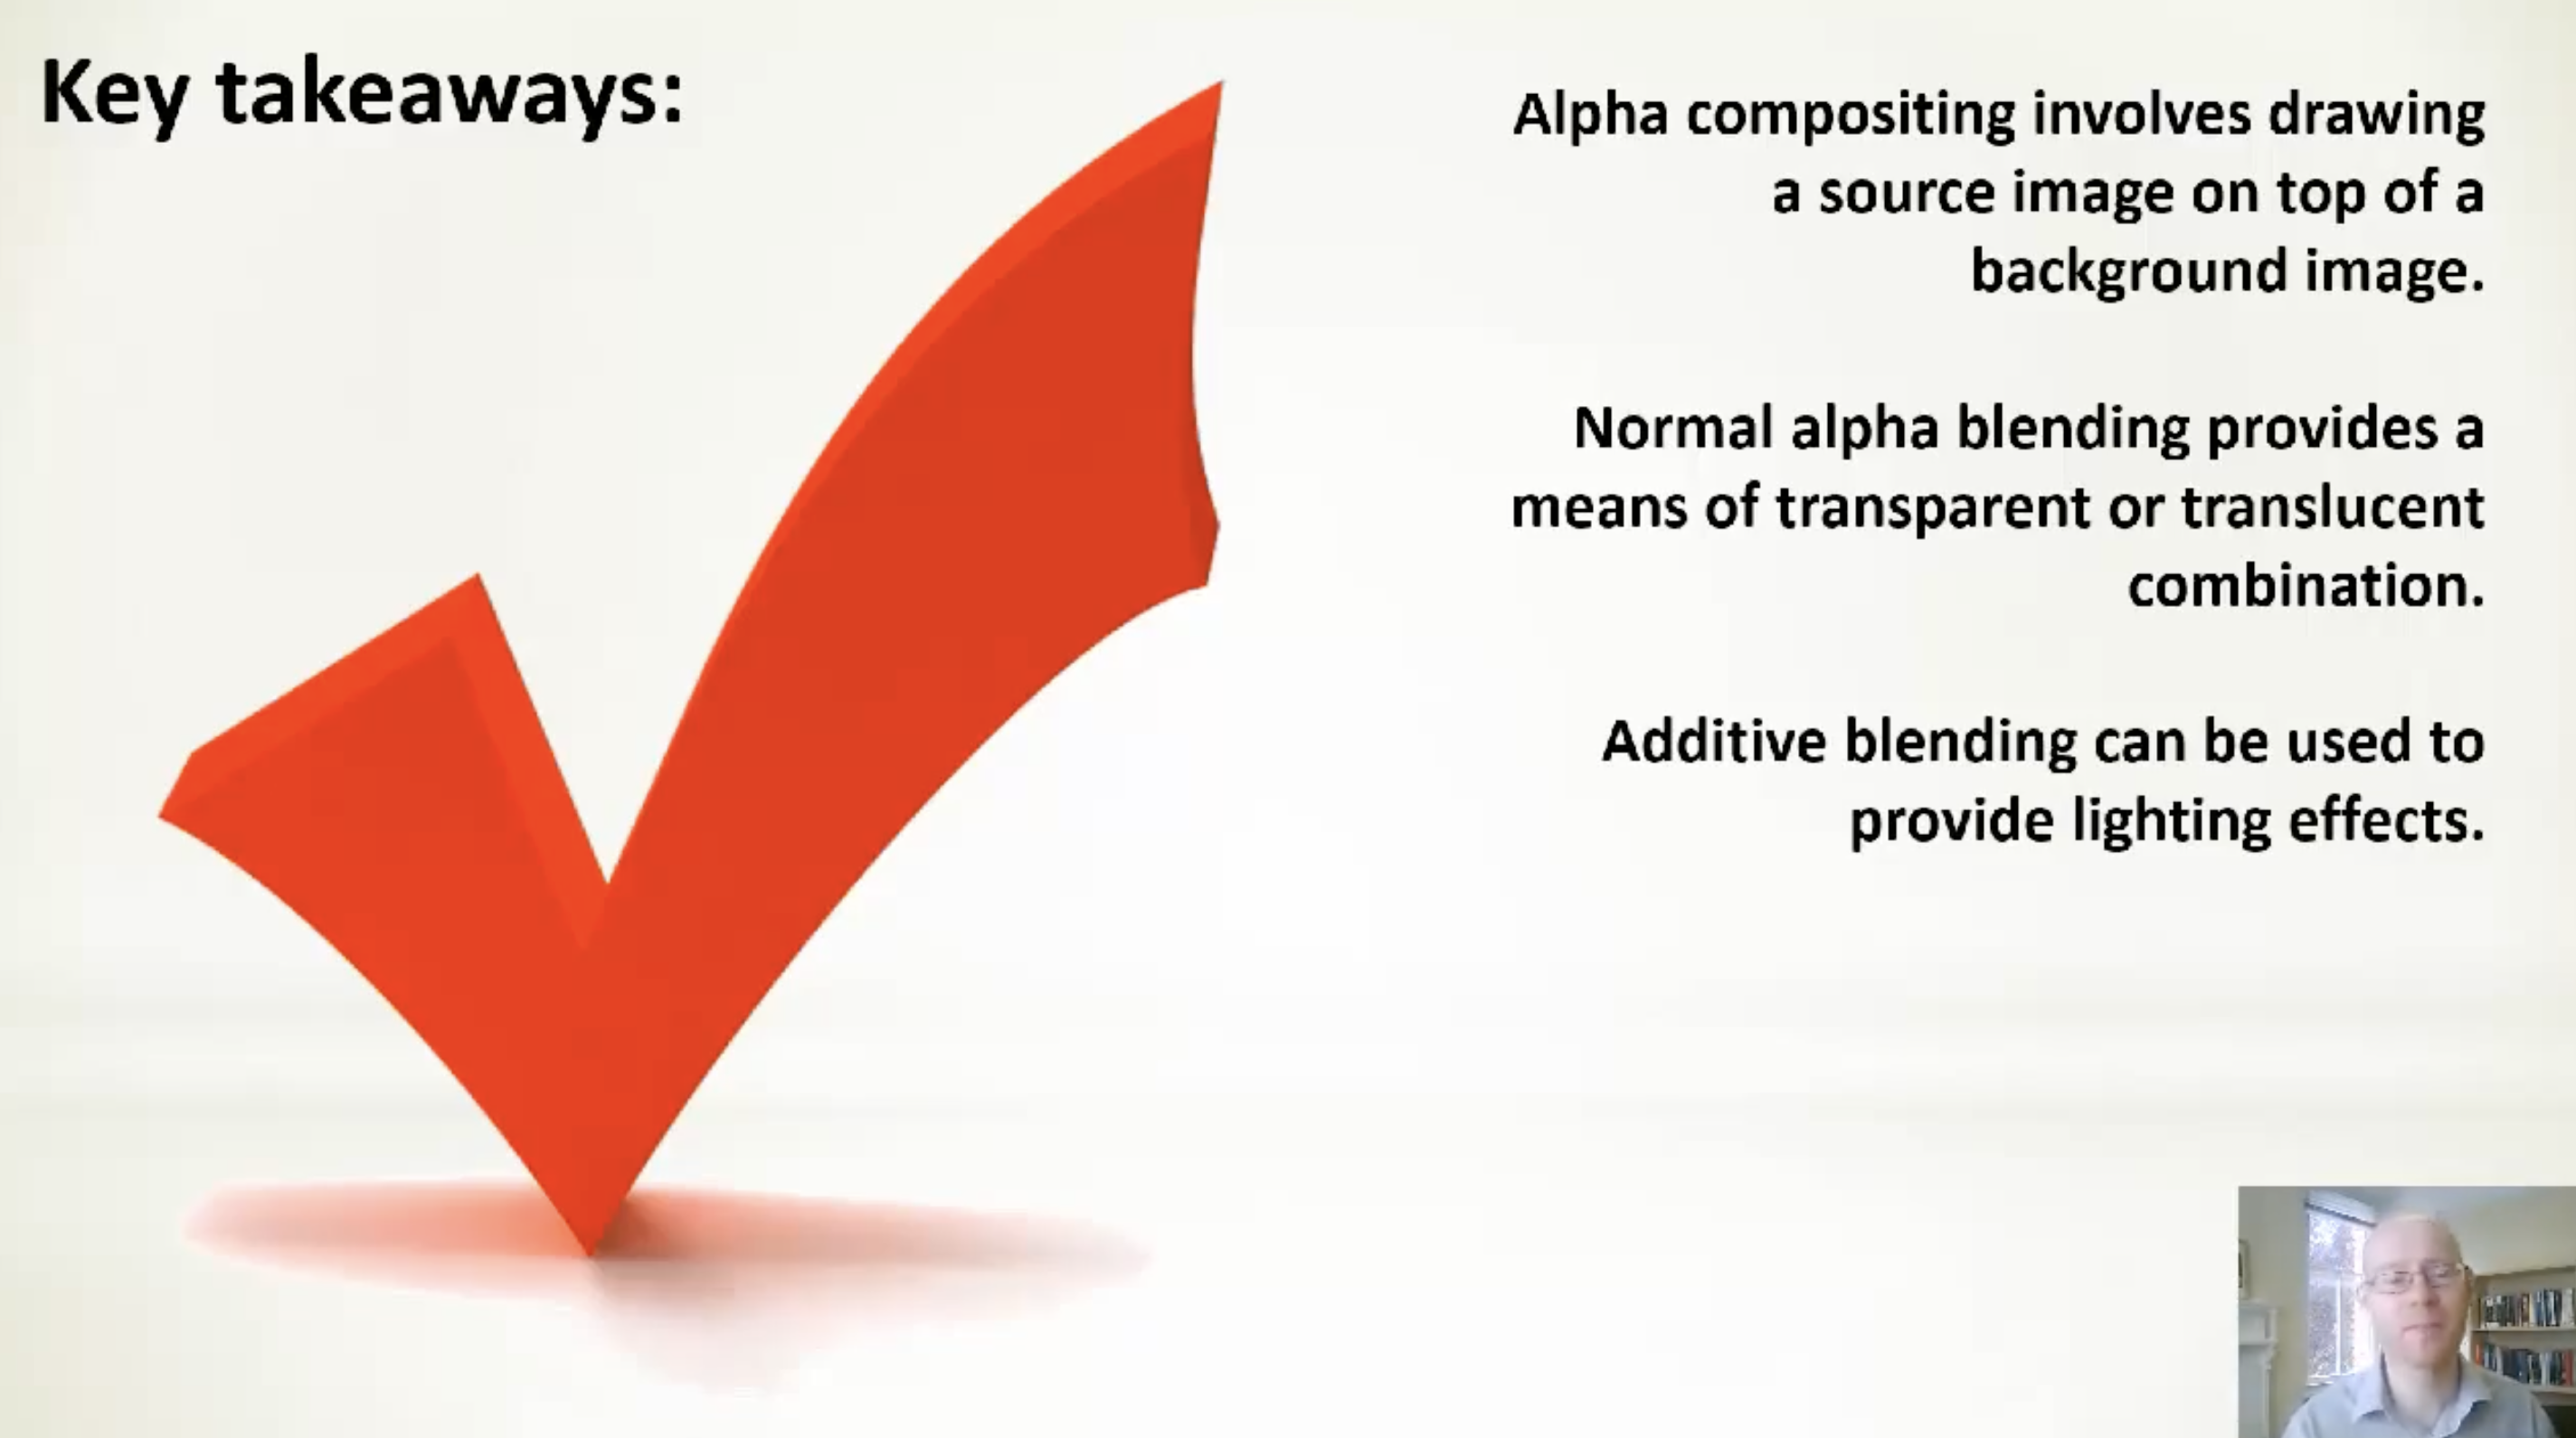 Key takeaways:
Alpha compositing involves drawing
a source image on top of a
background image.
Normal alpha blending provides a
means of transparent or translucent
combination.
Additive blending can be used to
provide lighting effects.